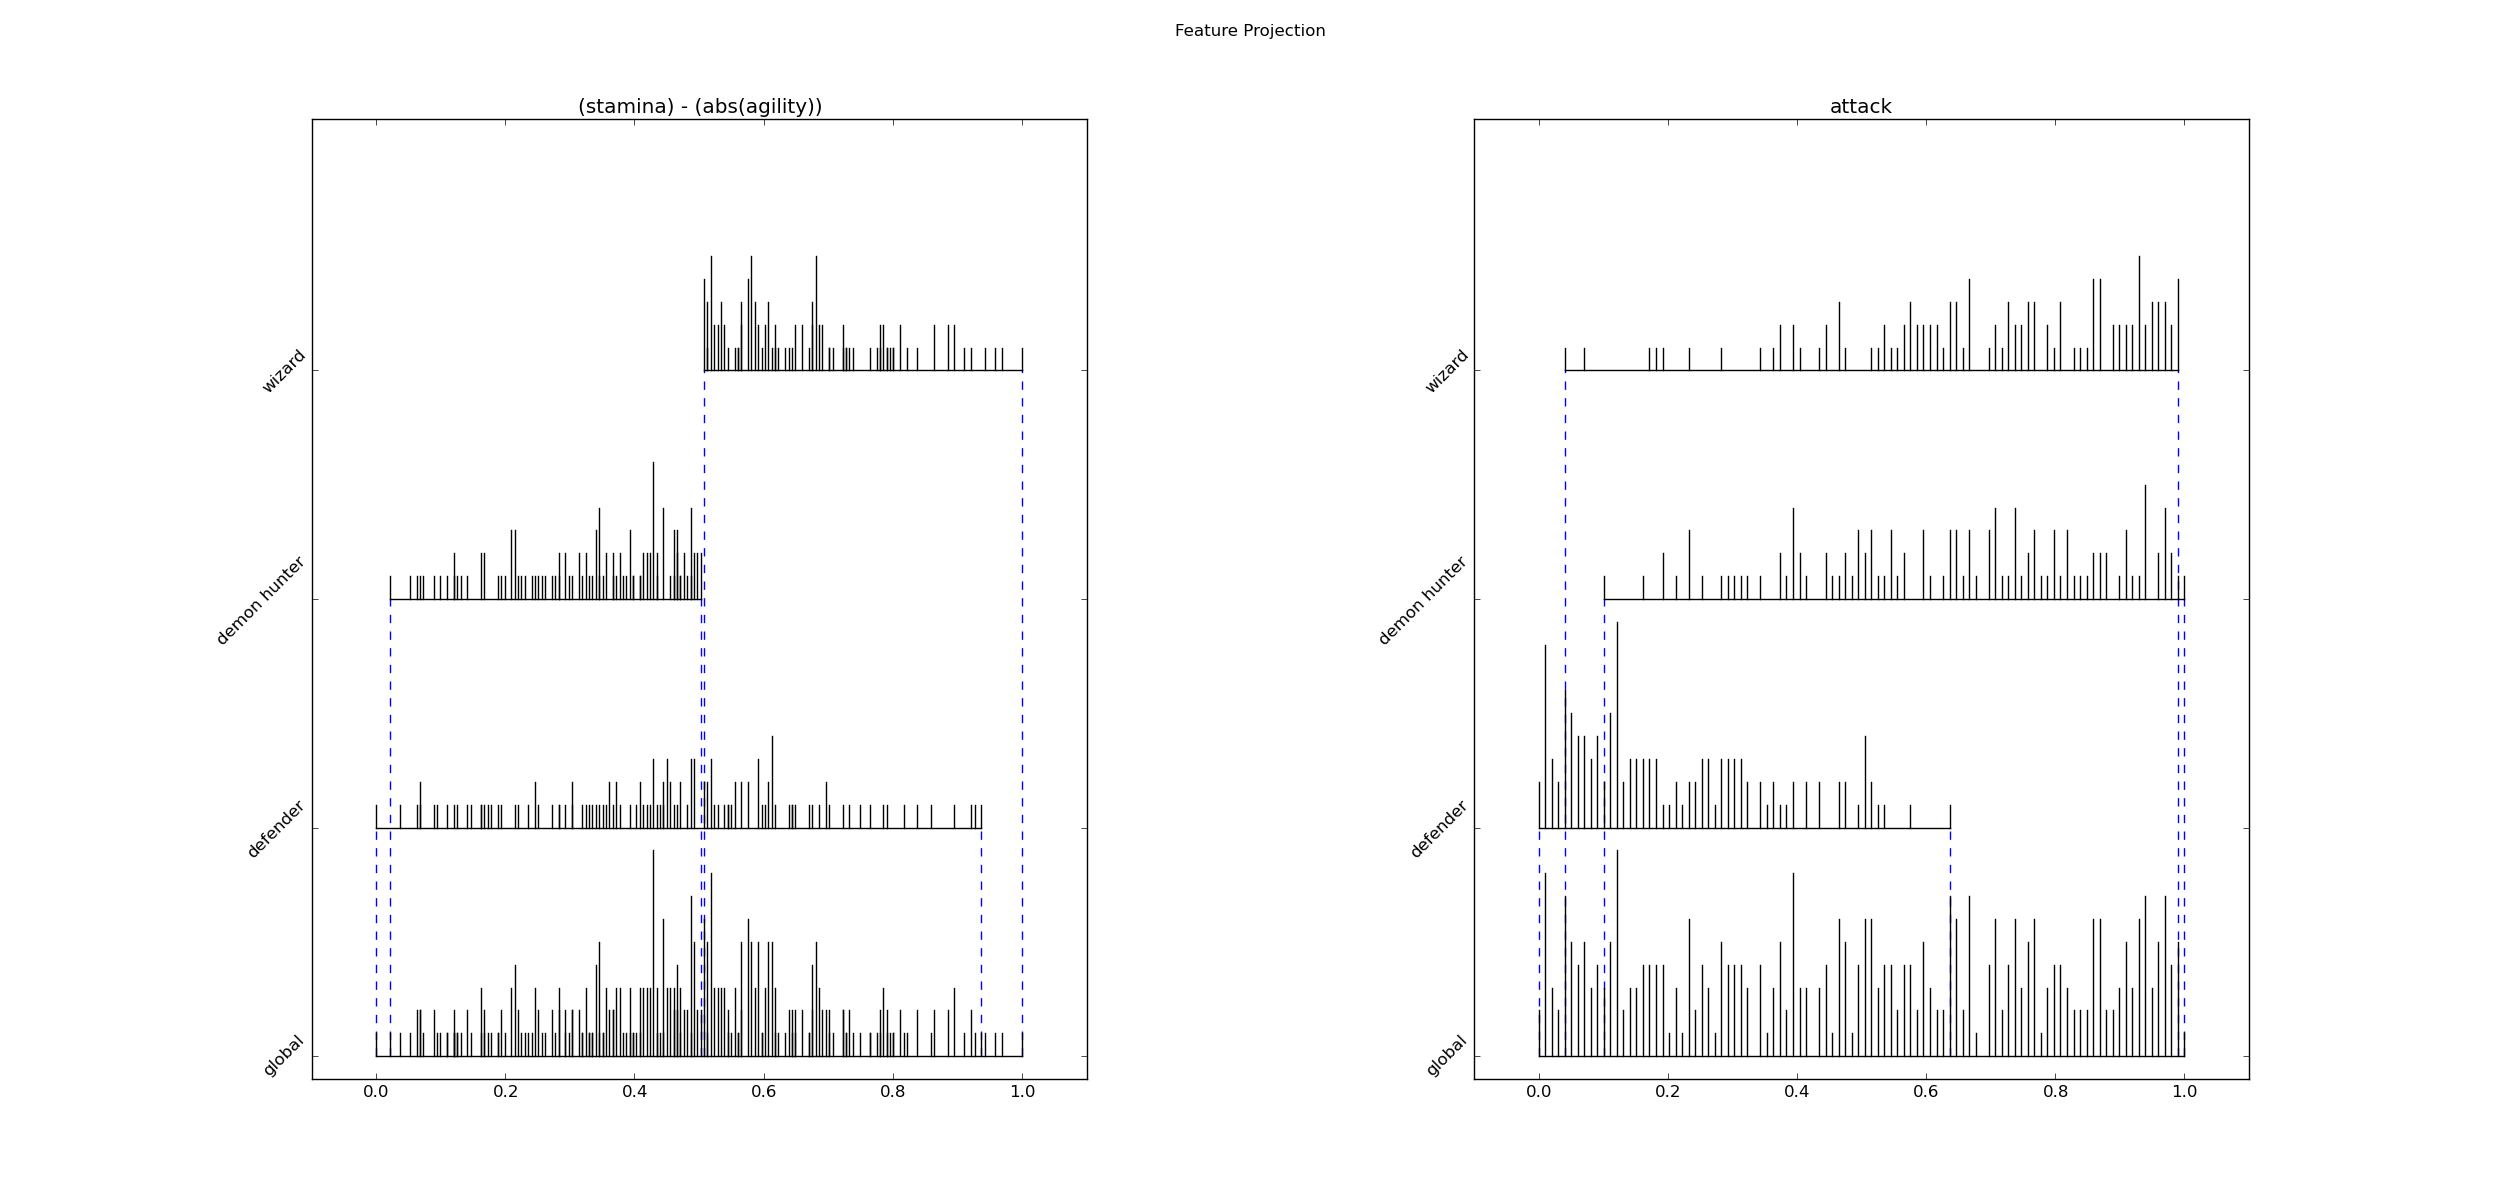 Feature Projection
(stamina) - (abs(agility))
wizard
demon hunter
defender
global
0.0 0.2 0.4 0.6 0.8 1.0
attack
wizard
demon hunter
defender
global
0.0 0.2 0.4 0.6 0.8 1.0